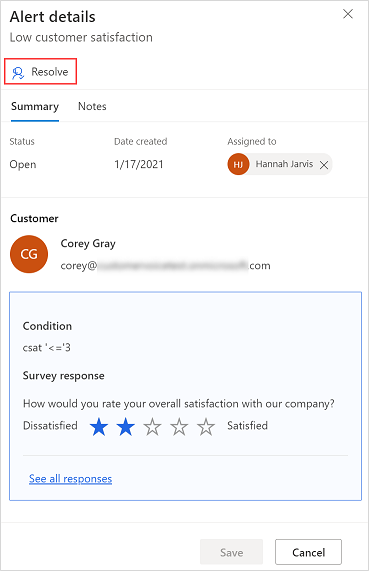 Alert details
Low customer satisfaction
Resolve
Summary Notes
Status Date created Assigned to
Open 1/17/2021 HJ Hannah Jarvis
Customer
CG Corey Gray
corey@ com
Condition
csat '<='3
Survey response
How would you rate your overall satisfaction with our company?
Dissatisfied Satisfied
See all responses
Save Cancel